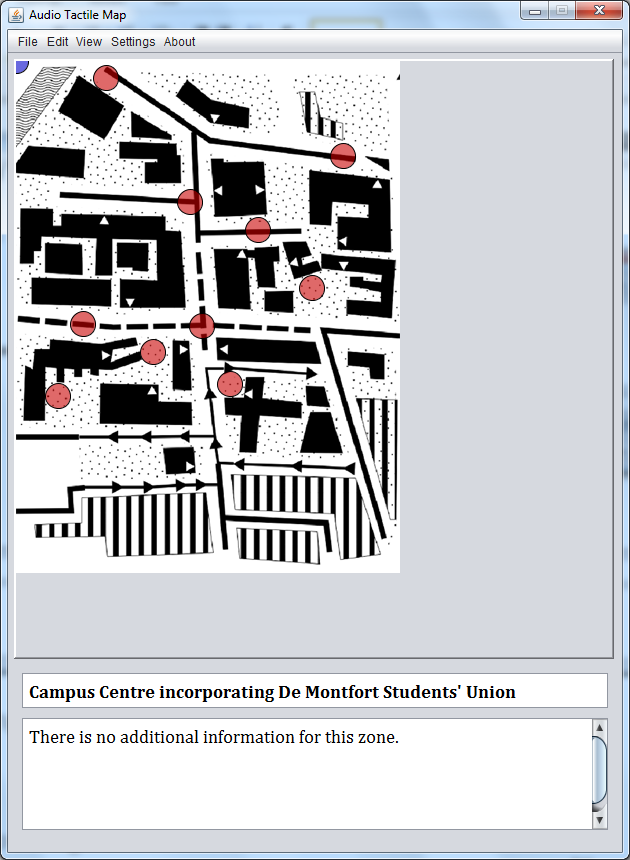 Audio Tactile Map
File Edit View Settings About
Campus Centre incorporating De Montfort Students' Union
There is no additional information for this zone.